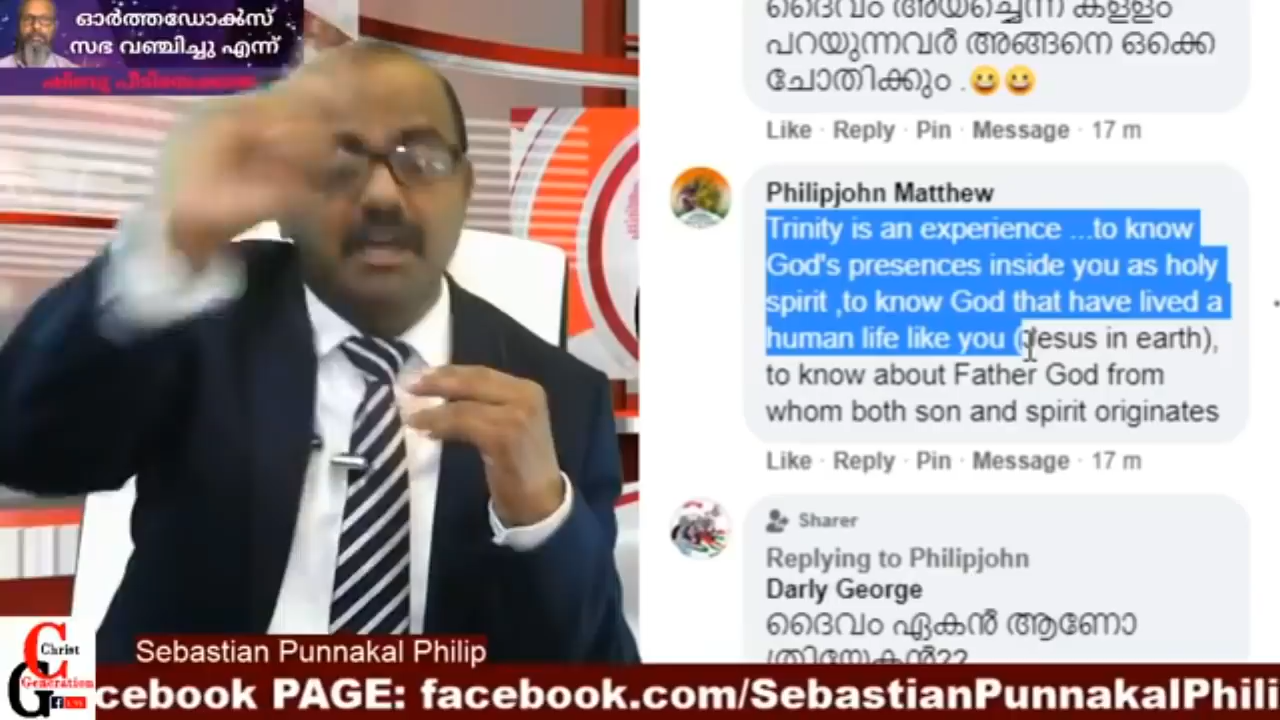 ഓർത്തഡോക്സ്
സഭ വഞ്ചിച്ചു എന്ന്
ദൈവം അയച്ചെന്ന് കള്ളം
പറയുന്നവർ അങ്ങനെ ഒക്കെ
ചോതിക്കും .😀😀
Like · Reply · Pin · Message · 17 m
Philipjohn Matthew
Trinity is an experience ...to know
God's presences inside you as holy
spirit ,to know God that have lived a
human life like you (Jesus in earth),
to know about Father God from
whom both son and spirit originates
Like · Reply · Pin · Message · 17 m
Sharer
Replying to Philipjohn
Darly George
ദൈവം ഏകൻ ആണോ
ത്രിയേകൻ??
Sebastian Punnakal Philip
Christ
Generation
cebook PAGE: facebook.com/SebastianPunnakalPhili